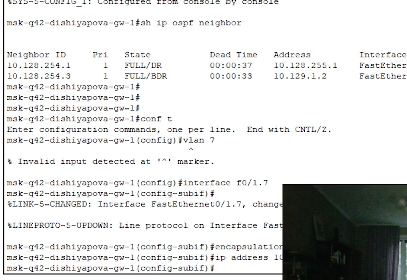 %SYS-5-CONFIG_I: Configured from console by console
msk-q42-dishiyapova-gw-1#sh ip ospf neighbor
Neighbor ID Pri State Dead Time Address Interface
10.128.254.1 1 FULL/DR 00:00:37 10.128.255.1 FastEther
10.128.254.3 1 FULL/BDR 00:00:33 10.129.1.2 FastEther
msk-q42-dishiyapova-gw-1#
msk-q42-dishiyapova-gw-1#
msk-q42-dishiyapova-gw-1#
msk-q42-dishiyapova-gw-1#conf t
Enter configuration commands, one per line. End with CNTL/Z.
msk-q42-dishiyapova-gw-1(config)#vlan 7
^
% Invalid input detected at '^' marker.
msk-q42-dishiyapova-gw-1(config)#interface f0/1.7
msk-q42-dishiyapova-gw-1(config-subif)#
%LINK-5-CHANGED: Interface FastEthernet0/1.7, change
%LINEPROTO-5-UPDOWN: Line protocol on Interface Fast
msk-q42-dishiyapova-gw-1(config-subif)#encapsulation
msk-q42-dishiyapova-gw-1(config-subif)#ip address 10
msk-q42-dishiyapova-gw-1(config-subif)#